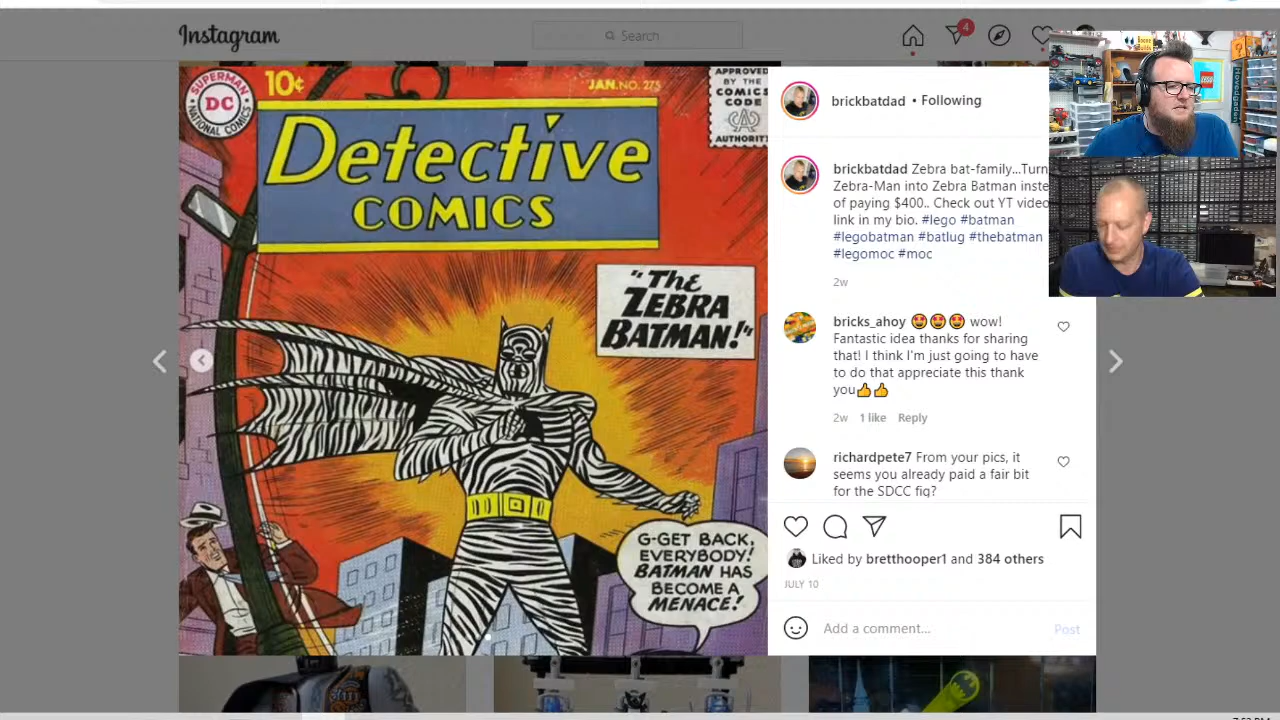 Instagram
Search
4
SUPERMAN
DC
NATIONAL COMICS
10¢
JAN. NO. 275
APPROVED
BY THE
COMICS
CODE
AUTHORITY
Detective
COMICS
"THE
ZEBRA
BATMAN!"
G-GET BACK,
EVERYBODY!
BATMAN HAS
BECOME A
MENACE!
brickbatdad • Following
brickbatdad Zebra bat-family...Turn
Zebra-Man into Zebra Batman inste
of paying $400.. Check out YT video
link in my bio. #lego #batman
#legobatman #batlug #thebatman
#legomoc #moc
2w
bricks_ahoy 🤩🤩🤩 wow!
Fantastic idea thanks for sharing
that! I think I'm just going to have
to do that appreciate this thank
you👍👍
2w 1 like Reply
richardpete7 From your pics, it
seems you already paid a fair bit
for the SDCC fig?
Liked by bretthooper1 and 384 others
JULY 10
Add a comment...
Post
LEGO